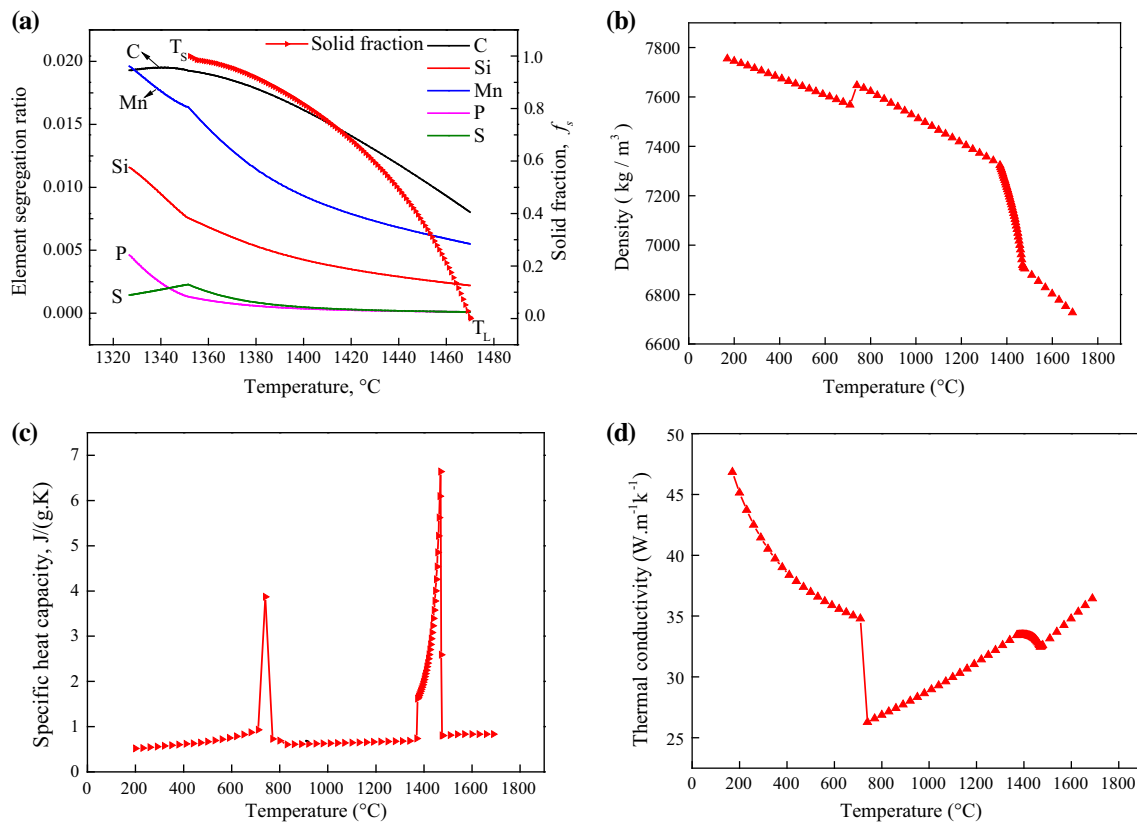 (a)
Element segregation ratio
0.020
0.015
0.010
0.005
0.000
1320 1340 1360 1380 1400 1420 1440 1460 1480
Temperature, °C
Solid fraction, fs
1.0
0.8
0.6
0.4
0.2
0.0
Solid fraction
C
Si
Mn
P
S
TS
TL
C
Mn
Si
P
S
(b)
Density ( kg / m3 )
7800
7600
7400
7200
7000
6800
6600
0 200 400 600 800 1000 1200 1400 1600 1800
Temperature (°C)
(c)
Specific heat capacity, J/(g.K)
7
6
5
4
3
2
1
0
0 200 400 600 800 1000 1200 1400 1600 1800
Temperature (°C)
(d)
Thermal conductivity (W.m-1k-1)
50
45
40
35
30
25
0 200 400 600 800 1000 1200 1400 1600 1800
Temperature (°C)